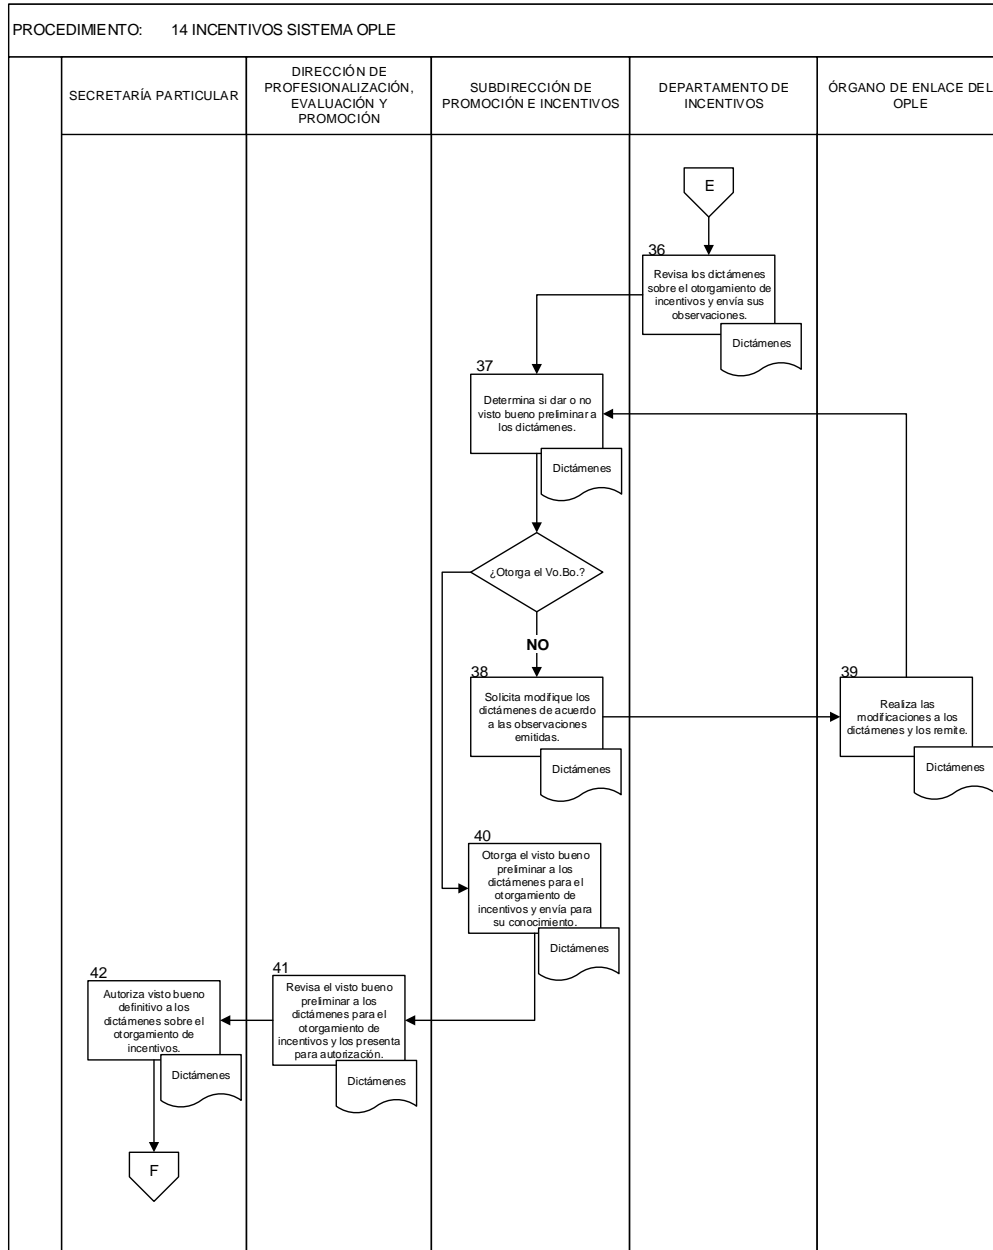 PROCEDIMIENTO: 14 INCENTIVOS SISTEMA OPLE
SECRETARÍA PARTICULAR
DIRECCIÓN DE
PROFESIONALIZACIÓN,
EVALUACIÓN Y
PROMOCIÓN
SUBDIRECCIÓN DE
PROMOCIÓN E INCENTIVOS
DEPARTAMENTO DE
INCENTIVOS
ÓRGANO DE ENLACE DEL
OPLE
E
36
Revisa los dictámenes
sobre el otorgamiento de
incentivos y envía sus
observaciones.
Dictámenes
37
Determina si dar o no
visto bueno preliminar a
los dictámenes.
Dictámenes
¿Otorga el Vo.Bo.?
NO
38
Solicita modifique los
dictámenes de acuerdo
a las observaciones
emitidas.
Dictámenes
39
Realiza las
modificaciones a los
dictámenes y los remite.
Dictámenes
40
Otorga el visto bueno
preliminar a los
dictámenes para el
otorgamiento de
incentivos y envía para
su conocimiento.
Dictámenes
41
Revisa el visto bueno
preliminar a los
dictámenes para el
otorgamiento de
incentivos y los presenta
para autorización.
Dictámenes
42
Autoriza visto bueno
definitivo a los
dictámenes sobre el
otorgamiento de
incentivos.
Dictámenes
F